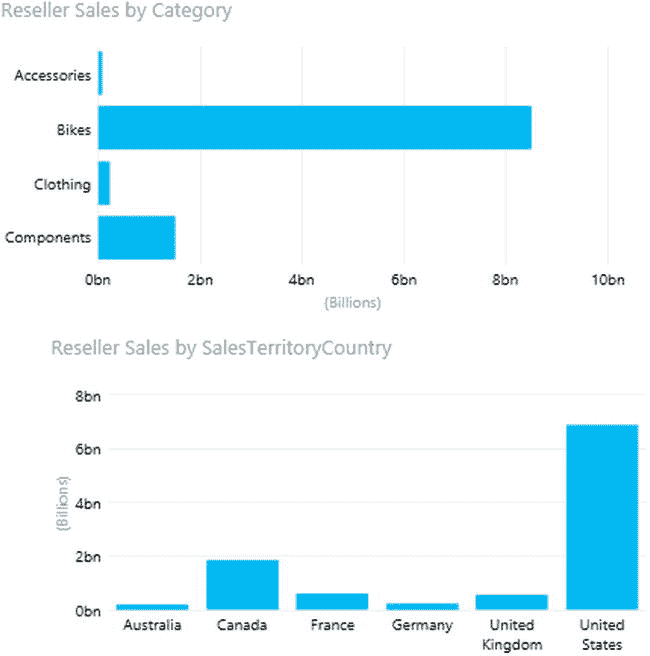 Reseller Sales by Category
Accessories
Bikes
Clothing
Components
0bn 2bn 4bn 6bn 8bn 10bn
(Billions)
Reseller Sales by SalesTerritoryCountry
8bn
6bn
4bn
2bn
0bn
(Billions)
Australia Canada France Germany United Kingdom United States